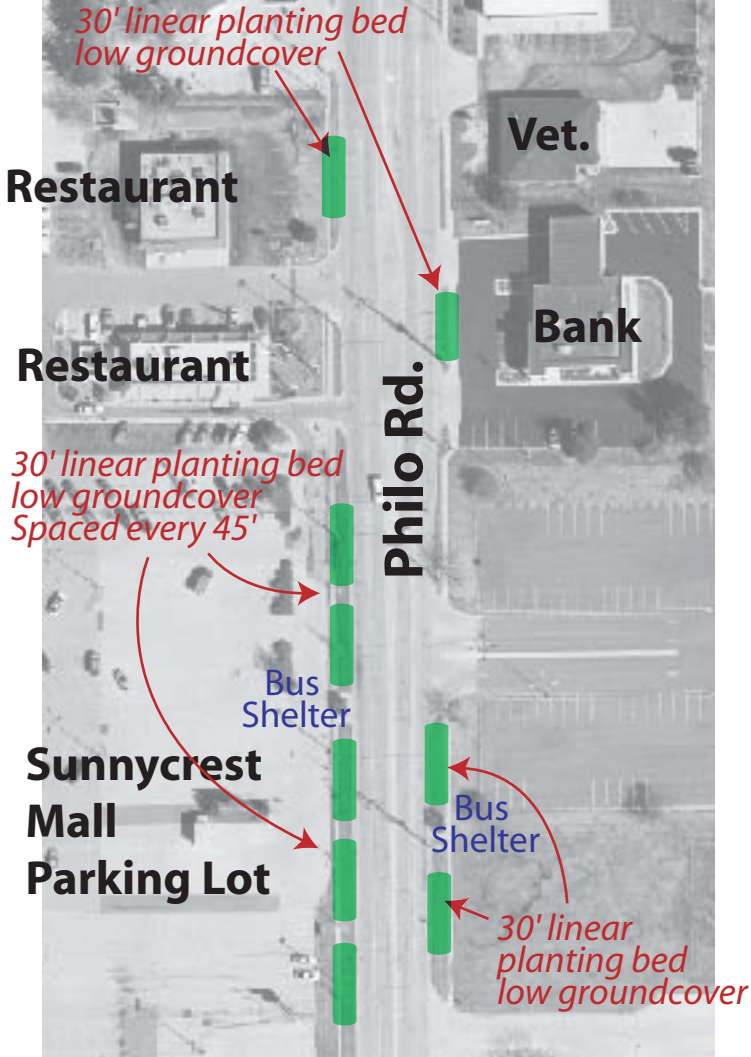 30' linear planting bed
low groundcover
Vet.
Restaurant
Bank
Restaurant
Philo Rd.
30' linear planting bed
low groundcover
Spaced every 45'
Bus
Shelter
Sunnycrest
Mall
Parking Lot
Bus
Shelter
30' linear
planting bed
low groundcover